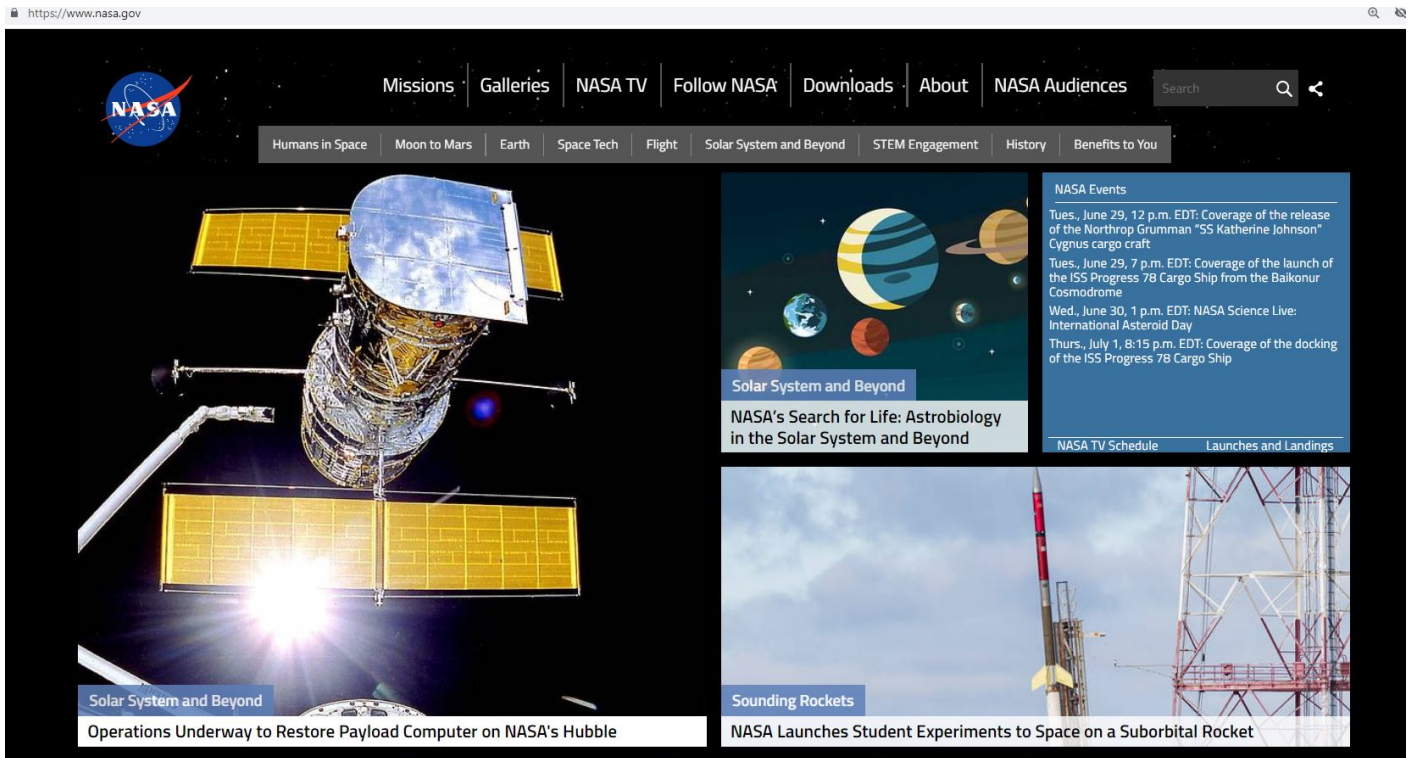 https://www.nasa.gov
NASA
Missions
Galleries
NASA TV
Follow NASA
Downloads
About
NASA Audiences
Search
Humans in Space
Moon to Mars
Earth
Space Tech
Flight
Solar System and Beyond
STEM Engagement
History
Benefits to You
Solar System and Beyond
Operations Underway to Restore Payload Computer on NASA's Hubble
Solar System and Beyond
NASA’s Search for Life: Astrobiology
in the Solar System and Beyond
NASA Events
Tues., June 29, 12 p.m. EDT: Coverage of the release
of the Northrop Grumman “SS Katherine Johnson”
Cygnus cargo craft
Tues., June 29, 7 p.m. EDT: Coverage of the launch of
the ISS Progress 78 Cargo Ship from the Baikonur
Cosmodrome
Wed., June 30, 1 p.m. EDT: NASA Science Live:
International Asteroid Day
Thurs., July 1, 8:15 p.m. EDT: Coverage of the docking
of the ISS Progress 78 Cargo Ship
NASA TV Schedule
Launches and Landings
Sounding Rockets
NASA Launches Student Experiments to Space on a Suborbital Rocket